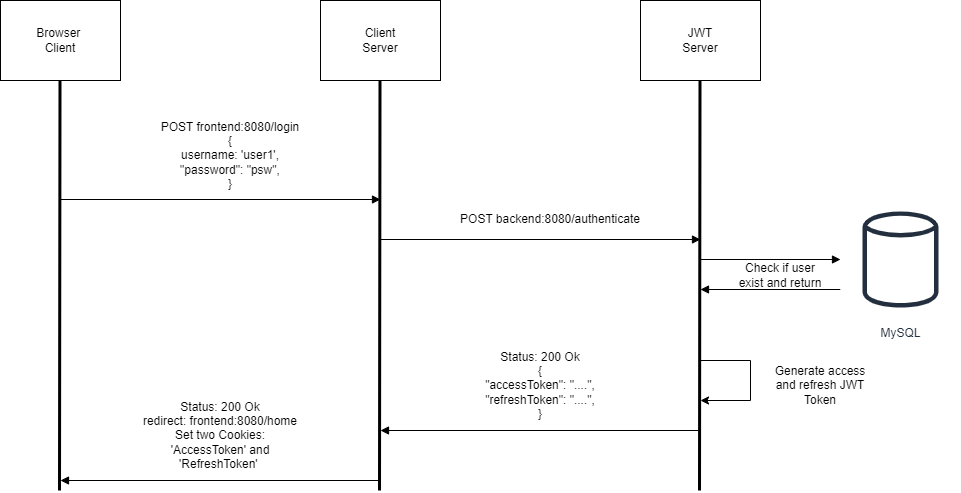 Browser
Client
Client
Server
JWT
Server
POST frontend:8080/login
{
username: 'user1',
"password": "psw",
}
POST backend:8080/authenticate
Check if user
exist and return
MySQL
Status: 200 Ok
{
"accessToken": "....",
"refreshToken": "....",
}
Generate access
and refresh JWT
Token
Status: 200 Ok
redirect: frontend:8080/home
Set two Cookies:
'AccessToken' and
'RefreshToken'